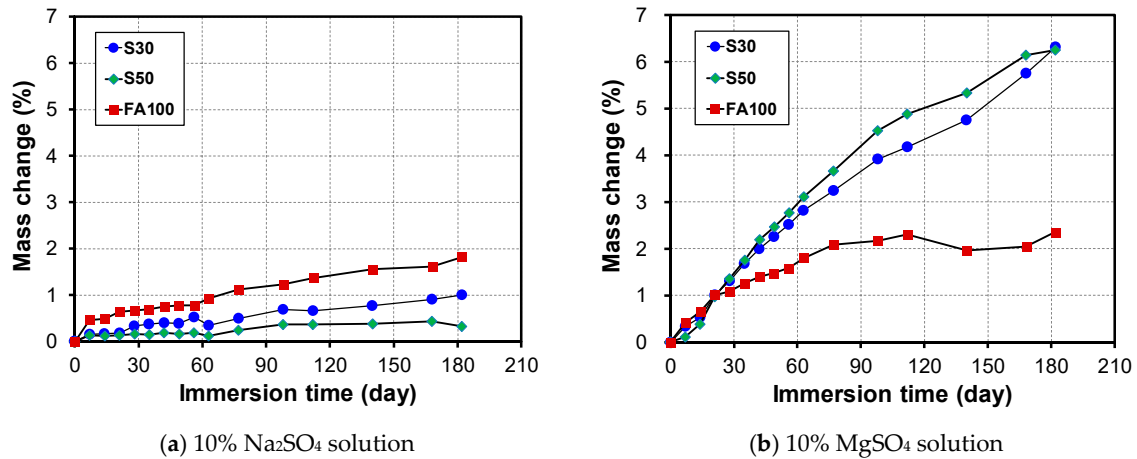 7
6
5
4
3
2
1
0
Mass change (%)
S30
S50
FA100
0 30 60 90 120 150 180 210
Immersion time (day)
(a) 10% Na₂SO₄ solution
7
6
5
4
3
2
1
0
Mass change (%)
S30
S50
FA100
0 30 60 90 120 150 180 210
Immersion time (day)
(b) 10% MgSO₄ solution